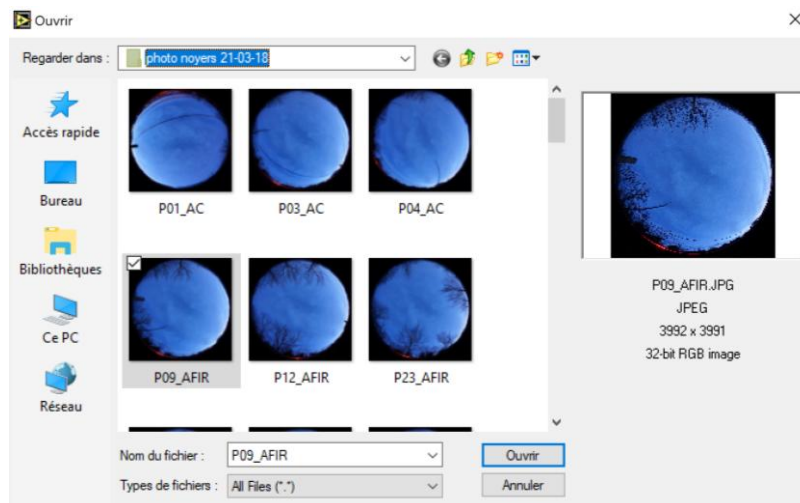 Ouvrir
Regarder dans :
photo noyers 21-03-18
Accès rapide
Bureau
Bibliothèques
Ce PC
Réseau
P01_AC
P03_AC
P04_AC
P09_AFIR
P12_AFIR
P23_AFIR
P09_AFIR.JPG
JPEG
3992 x 3991
32-bit RGB image
Nom du fichier :
P09_AFIR
Ouvrir
Types de fichiers :
All Files (*.*)
Annuler